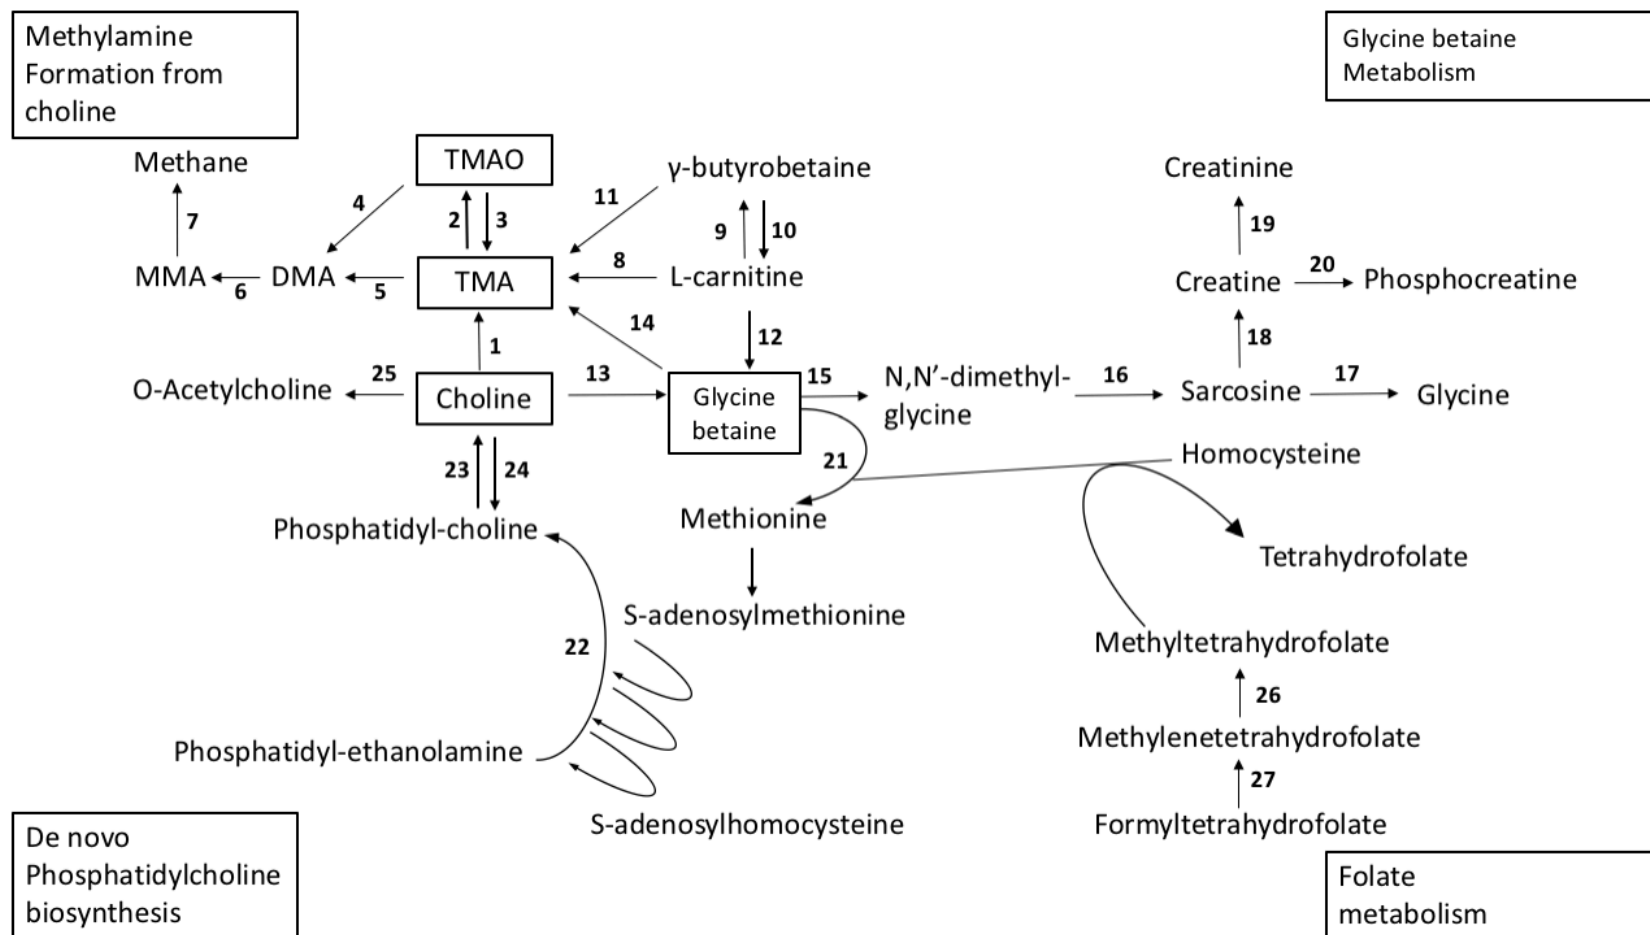 Methylamine
Formation from
choline
Glycine betaine
Metabolism
Methane
TMAO
γ-butyrobetaine
Creatinine
4
11
7
2
3
9
10
19
8
20
MMA
DMA
TMA
L-carnitine
Creatine
Phosphocreatine
6
5
14
12
18
1
25
13
15
16
17
O-Acetylcholine
Choline
Glycine
betaine
N,N’-dimethyl-
glycine
Sarcosine
Glycine
23
24
21
Homocysteine
Phosphatidyl-choline
Methionine
Tetrahydrofolate
S-adenosylmethionine
22
Methyltetrahydrofolate
26
Phosphatidyl-ethanolamine
Methylenetetrahydrofolate
27
S-adenosylhomocysteine
Formyltetrahydrofolate
De novo
Phosphatidylcholine
biosynthesis
Folate
metabolism